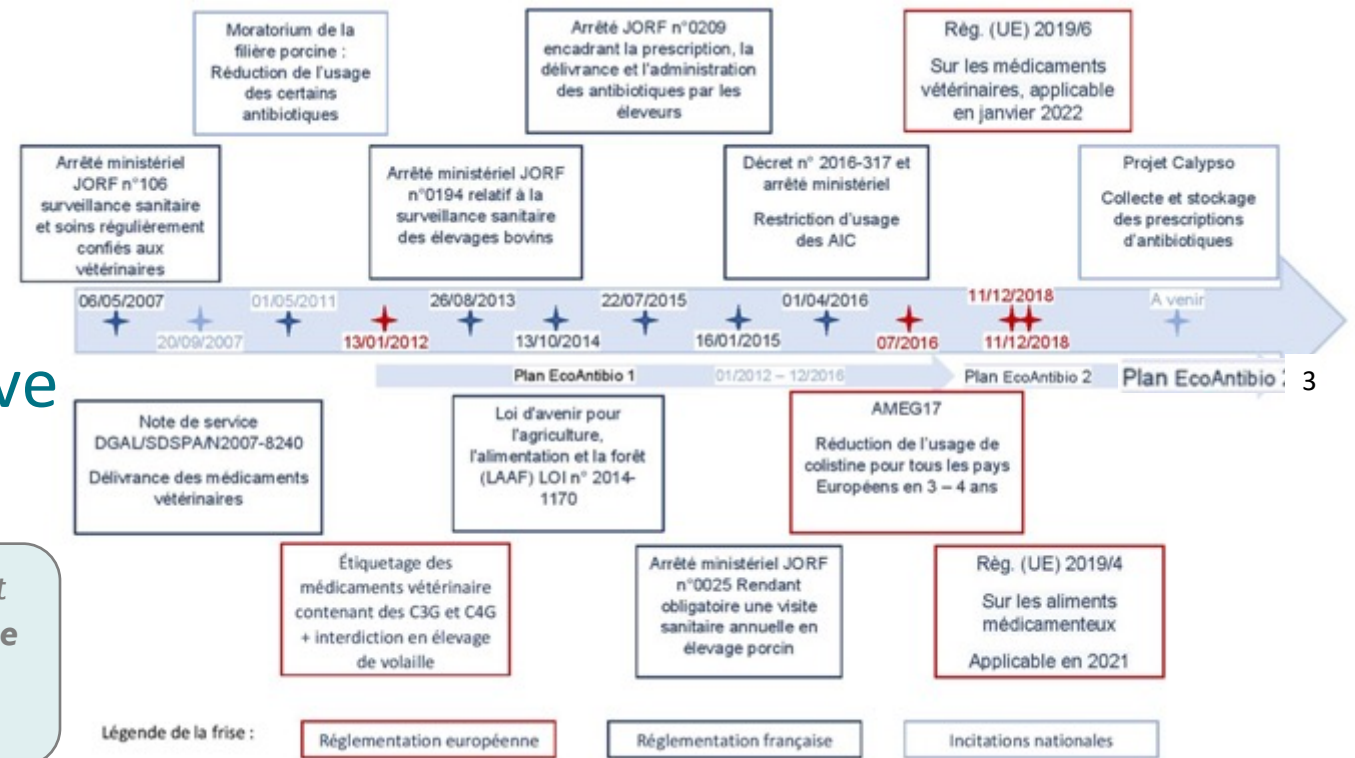 Moratorium de la
filière porcine :
Réduction de l'usage
des certains
antibiotiques
Arrêté JORF n°0209
encadrant la prescription, la
délivrance et l'administration
des antibiotiques par les
éleveurs
Règ. (UE) 2019/6
Sur les médicaments
vétérinaires, applicable
en janvier 2022
Arrêté ministériel
JORF n°106
surveillance sanitaire
et soins régulièrement
confiés aux
vétérinaires
Arrêté ministériel JORF
n°0194 relatif à la
surveillance sanitaire
des élevages bovins
Décret n° 2016-317 et
arrêté ministériel
Restriction d'usage
des AIC
Projet Calypso
Collecte et stockage
des prescriptions
d'antibiotiques
06/05/2007
01/05/2011
26/08/2013
22/07/2015
01/04/2016
11/12/2018
A venir
20/09/2007
13/01/2012
13/10/2014
16/01/2015
07/2016
11/12/2018
Plan EcoAntibio 1
01/2012 – 12/2016
Plan EcoAntibio 2
Plan EcoAntibio
3
ve
Note de service
DGAL/SDSPA/N2007-8240
Délivrance des médicaments
vétérinaires
Loi d'avenir pour
l'agriculture,
l'alimentation et la forêt
(LAAF) LOI n° 2014-
1170
AMEG17
Réduction de l'usage de
colistine pour tous les pays
Européens en 3 – 4 ans
t
e
Étiquetage des
médicaments vétérinaire
contenant des C3G et C4G
+ interdiction en élevage
de volaille
Arrêté ministériel JORF
n°0025 Rendant
obligatoire une visite
sanitaire annuelle en
élevage porcin
Règ. (UE) 2019/4
Sur les aliments
médicamenteux
Applicable en 2021
Légende de la frise :
Réglementation européenne
Réglementation française
Incitations nationales